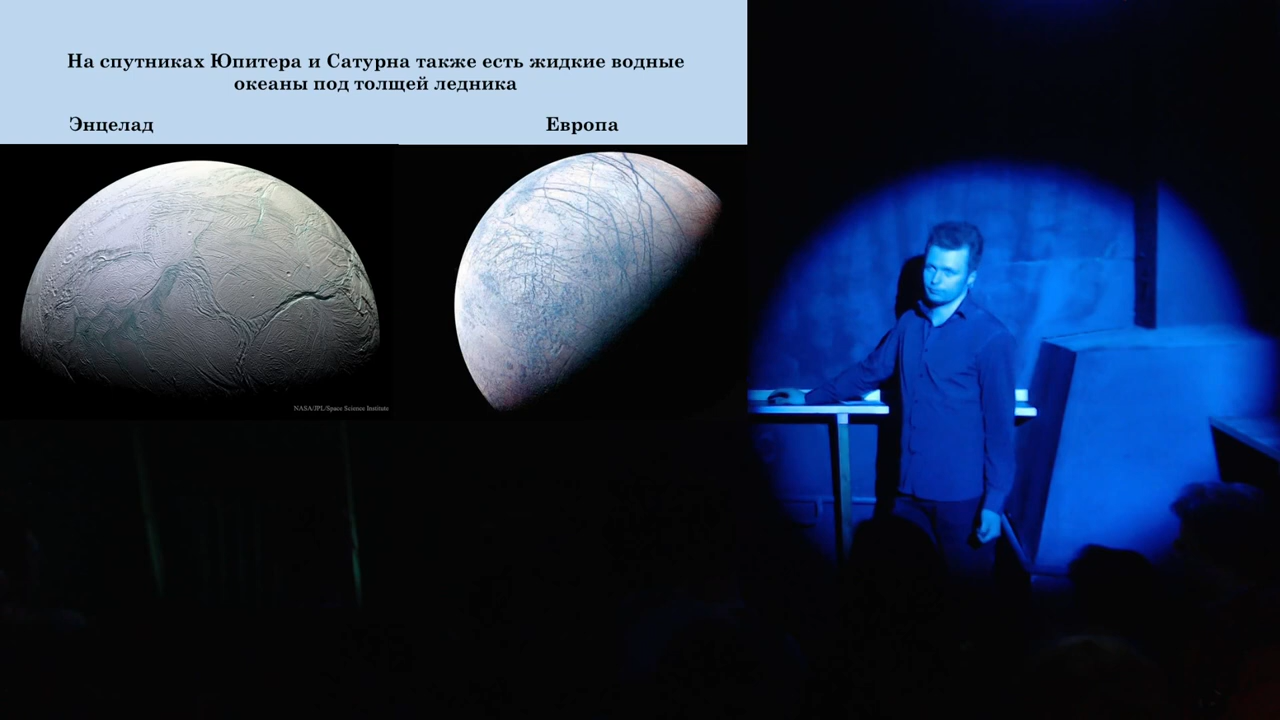 На спутниках Юпитера и Сатурна также есть жидкие водные
океаны под толщей ледника
Энцелад
Европа
NASA/JPL/Space Science Institute